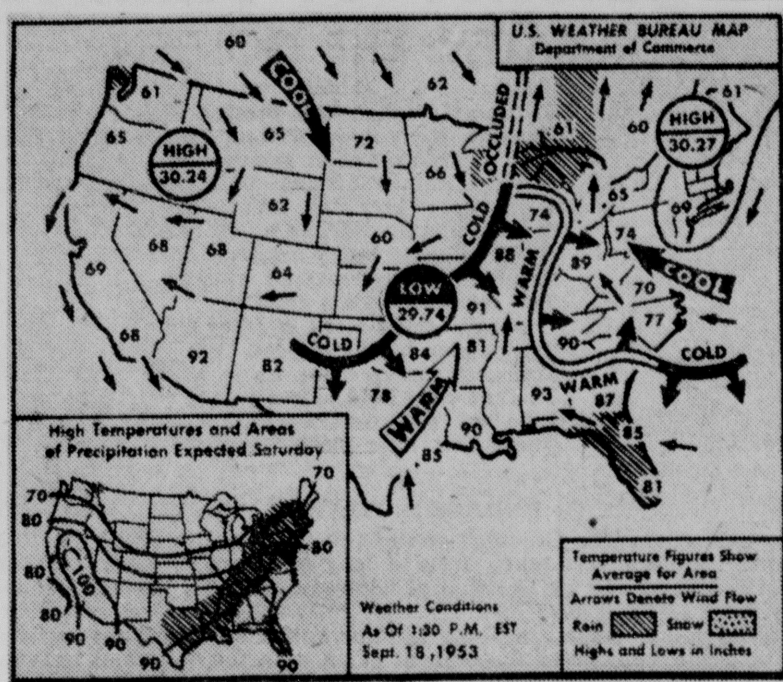 U.S. WEATHER BUREAU MAP
Department of Commerce
60
62
61
61
61
COOL
65
65
72
66
OCCLUDED
60
HIGH
30.24
HIGH
30.27
62
60
COLD
74
65
69
74
68
68
64
88
WARM
89
COOL
69
LOW
29.74
91
70
77
68
92
82
COLD
84
81
90
COLD
78
WARM
90
93
WARM
87
85
81
85
High Temperatures and Areas
of Precipitation Expected Saturday
70
70
80
80
80
100
80
90
90
90
90
Weather Conditions
As Of 1:30 P.M. EST
Sept. 18, 1953
Temperature Figures Show
Average for Area
Arrows Denote Wind Flow
Rain Snow
Highs and Lows in Inches